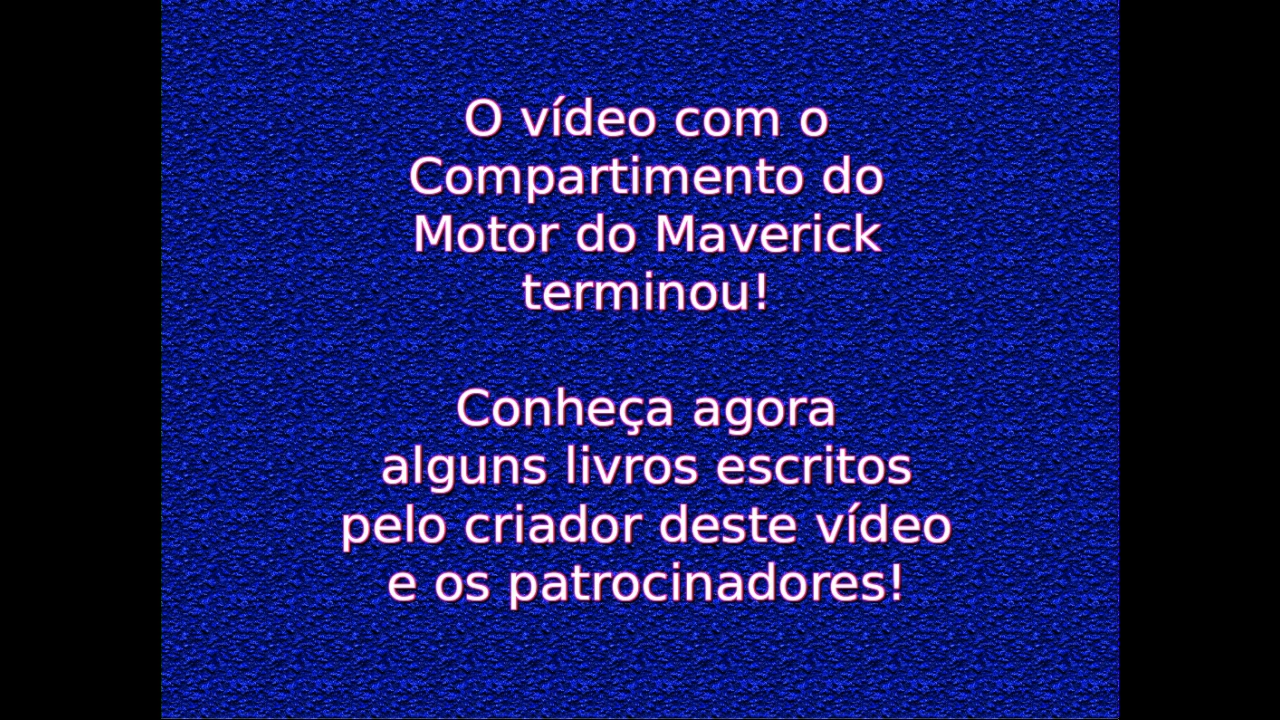 O vídeo com o
Compartimento do
Motor do Maverick
terminou!
Conheça agora
alguns livros escritos
pelo criador deste vídeo
e os patrocinadores!